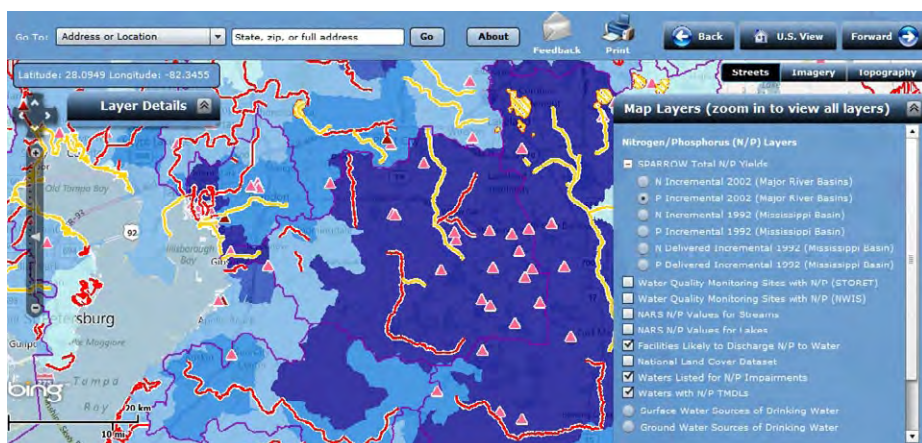 Go To:
Address or Location
State, zip, or full address
Go
About
Feedback
Print
Back
U.S. View
Forward
Latitude: 28.0949 Longitude: -82.3455
Streets
Imagery
Topography
Layer Details
Map Layers (zoom in to view all layers)
Nitrogen/Phosphorus (N/P) Layers
SPARROW Total N/P Yields
N Incremental 2002 (Major River Basins)
P Incremental 2002 (Major River Basins)
N Incremental 1992 (Mississippi Basin)
P Incremental 1992 (Mississippi Basin)
N Delivered Incremental 1992 (Mississippi Basin)
P Delivered Incremental 1992 (Mississippi Basin)
Water Quality Monitoring Sites with N/P (STORET)
Water Quality Monitoring Sites with N/P (NWIS)
NARS N/P Values for Streams
NARS N/P Values for Lakes
Facilities Likely to Discharge N/P to Water
National Land Cover Dataset
Waters Listed for N/P Impairments
Waters with N/P TMDLs
Surface Water Sources of Drinking Water
Ground Water Sources of Drinking Water
Old Tampa Bay
R-93
92
Hillsborough
Bay
Petersburg
Maggiore
bing
Tampa
Bay
20 km
10 mi